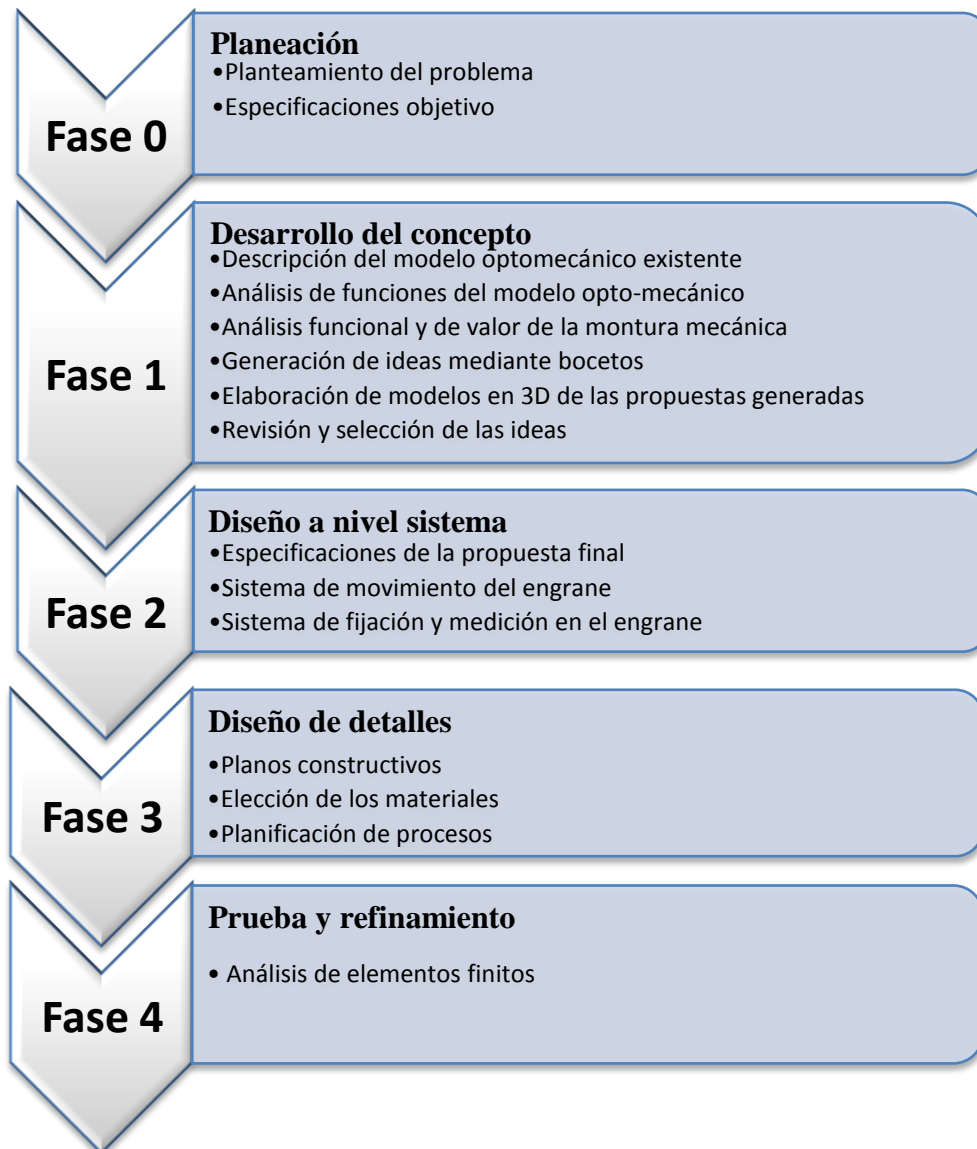 Fase 0
Planeación
•Planteamiento del problema
•Especificaciones objetivo
Fase 1
Desarrollo del concepto
•Descripción del modelo optomecánico existente
•Análisis de funciones del modelo opto-mecánico
•Análisis funcional y de valor de la montura mecánica
•Generación de ideas mediante bocetos
•Elaboración de modelos en 3D de las propuestas generadas
•Revisión y selección de las ideas
Fase 2
Diseño a nivel sistema
•Especificaciones de la propuesta final
•Sistema de movimiento del engrane
•Sistema de fijación y medición en el engrane
Fase 3
Diseño de detalles
•Planos constructivos
•Elección de los materiales
•Planificación de procesos
Fase 4
Prueba y refinamiento
• Análisis de elementos finitos